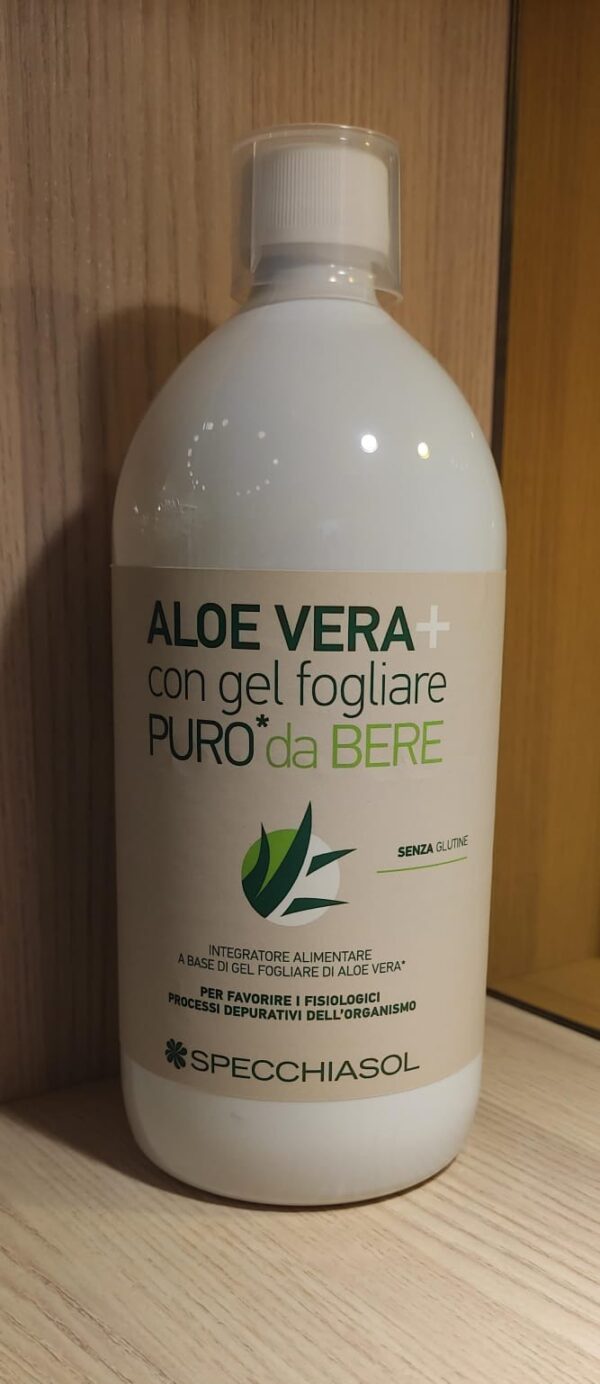 ALOE VERA+
con gel fogliare
PURO* da BERE
SENZA GLUTINE
INTEGRATORE ALIMENTARE
A BASE DI GEL FOGLIARE DI ALOE VERA*
PER FAVORIRE I FISIOLOGICI
PROCESSI DEPURATIVI DELL'ORGANISMO
SPECCHIASOL